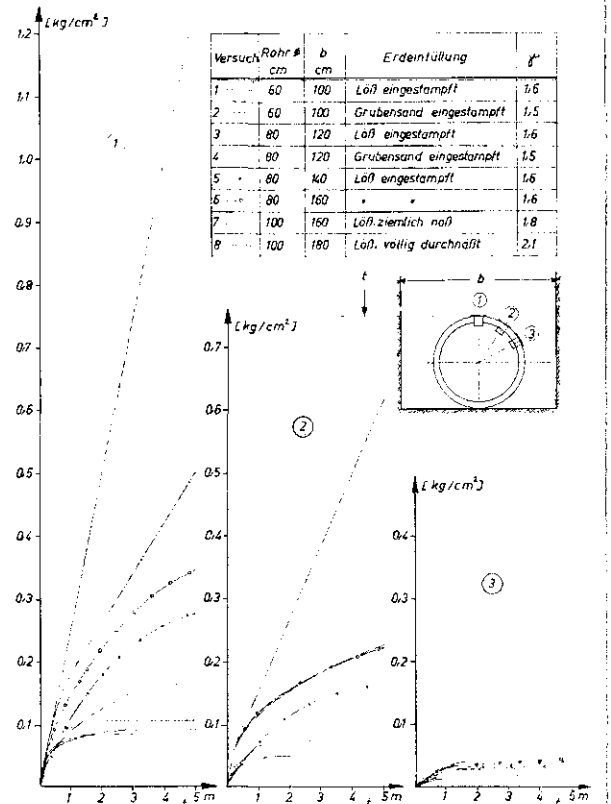 [kg/cm²]
1,2
1,1
1,0
0,9
0,8
0,7
0,6
0,5
0,4
0,3
0,2
0,1
1 2 3 4 5 m
t
Versuch Rohr ø cm b cm Erdeinfüllung γ
1 60 100 Löß eingestampft 1,6
2 60 100 Grubensand eingestampft 1,5
3 80 120 Löß eingestampft 1,6
4 80 120 Grubensand eingestampft 1,5
5 80 140 Löß eingestampft 1,6
6 80 160 " " 1,6
7 100 160 Löß, ziemlich naß 1,8
8 100 180 Löß, völlig durchnäßt 2,1
t
b
1
2
3
[kg/cm²]
0,7
0,6
2
0,5
0,4
0,3
0,2
0,1
1 2 3 4 5 m
t
[kg/cm²]
0,4
3
0,3
0,2
0,1
1 2 3 4 5 m
t